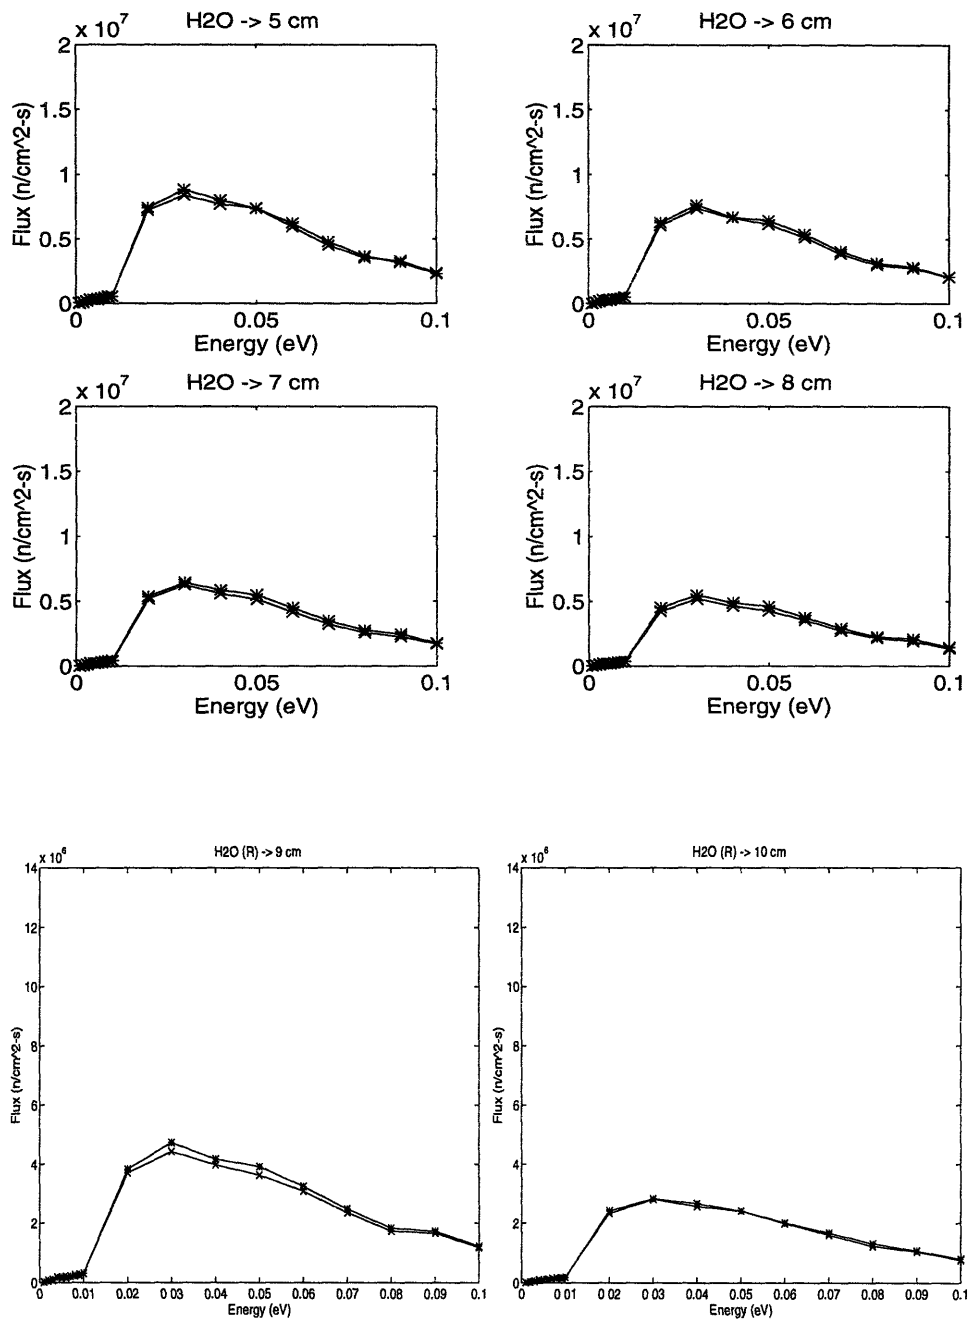 H2O -> 5 cm
x 10^7
2
1.5
1
0.5
0
Flux (n/cm^2-s)
0 0.05 0.1
Energy (eV)
H2O -> 6 cm
x 10^7
2
1.5
1
0.5
0
Flux (n/cm^2-s)
0 0.05 0.1
Energy (eV)
H2O -> 7 cm
x 10^7
2
1.5
1
0.5
0
Flux (n/cm^2-s)
0 0.05 0.1
Energy (eV)
H2O -> 8 cm
x 10^7
2
1.5
1
0.5
0
Flux (n/cm^2-s)
0 0.05 0.1
Energy (eV)
H2O (R) -> 9 cm
x 10^6
14
12
10
8
6
4
2
0
Flux (n/cm^2-s)
0 0.01 0 02 0 03 0.04 0.05 0.06 0.07 0.08 0.09 0.1
Energy (eV)
H2O (R) -> 10 cm
x 10^6
14
12
10
8
6
4
2
0
Flux (n/cm^2-s)
0 0 01 0 02 0 03 0.04 0.05 0.06 0.07 0.08 0.09 0.1
Energy (eV)